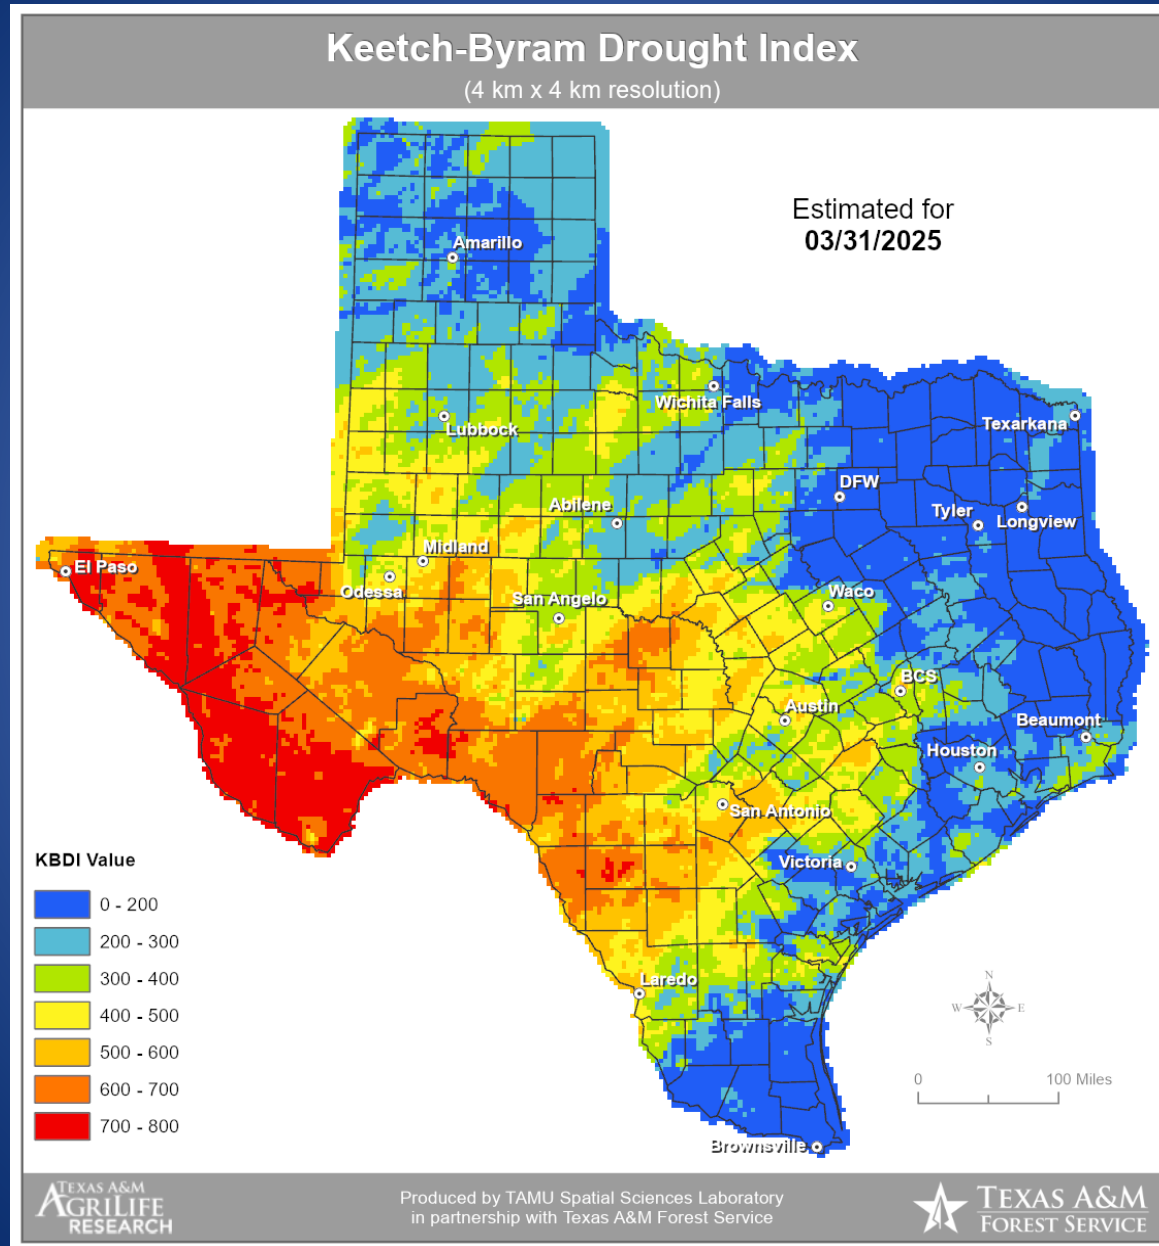 Keetch-Byram Drought Index
(4 km x 4 km resolution)
Estimated for
03/31/2025
Amarillo
Wichita Falls
Lubbock
Texarkana
DFW
Abilene
Tyler
Longview
Midland
El Paso
Odessa
San Angelo
Waco
BCS
Austin
Beaumont
Houston
San Antonio
Victoria
Laredo
Brownsville
KBDI Value
0 - 200
200 - 300
300 - 400
400 - 500
500 - 600
600 - 700
700 - 800
N
W E
S
0 100 Miles
TEXAS A&M
AGRILIFE
RESEARCH
Produced by TAMU Spatial Sciences Laboratory
in partnership with Texas A&M Forest Service
TEXAS A&M
FOREST SERVICE